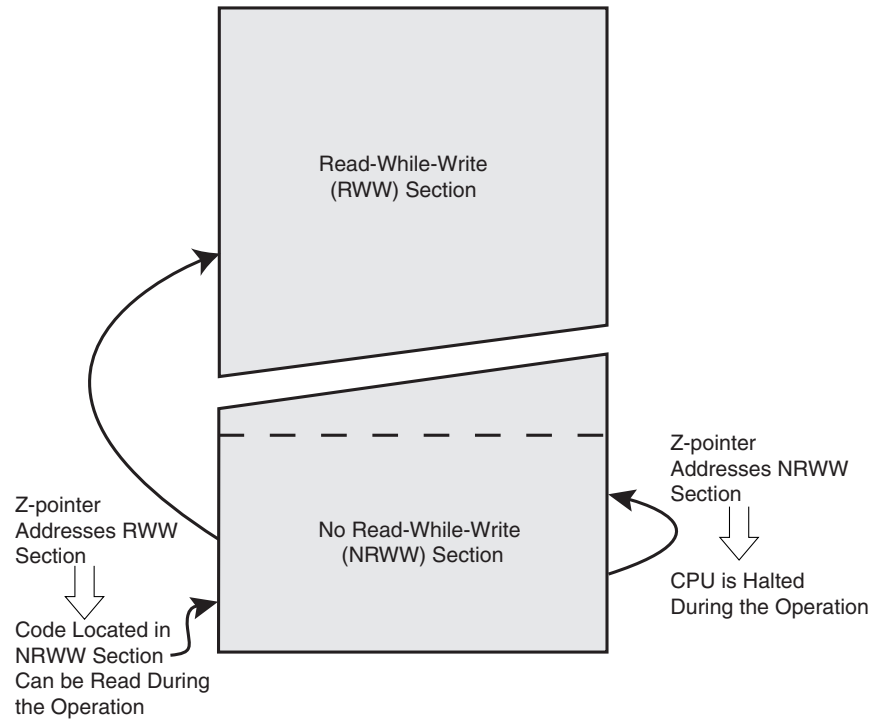 Read-While-Write
(RWW) Section
Z-pointer
Addresses NRWW
Section
CPU is Halted
During the Operation
No Read-While-Write
(NRWW) Section
Z-pointer
Addresses RWW
Section
Code Located in
NRWW Section
Can be Read During
the Operation